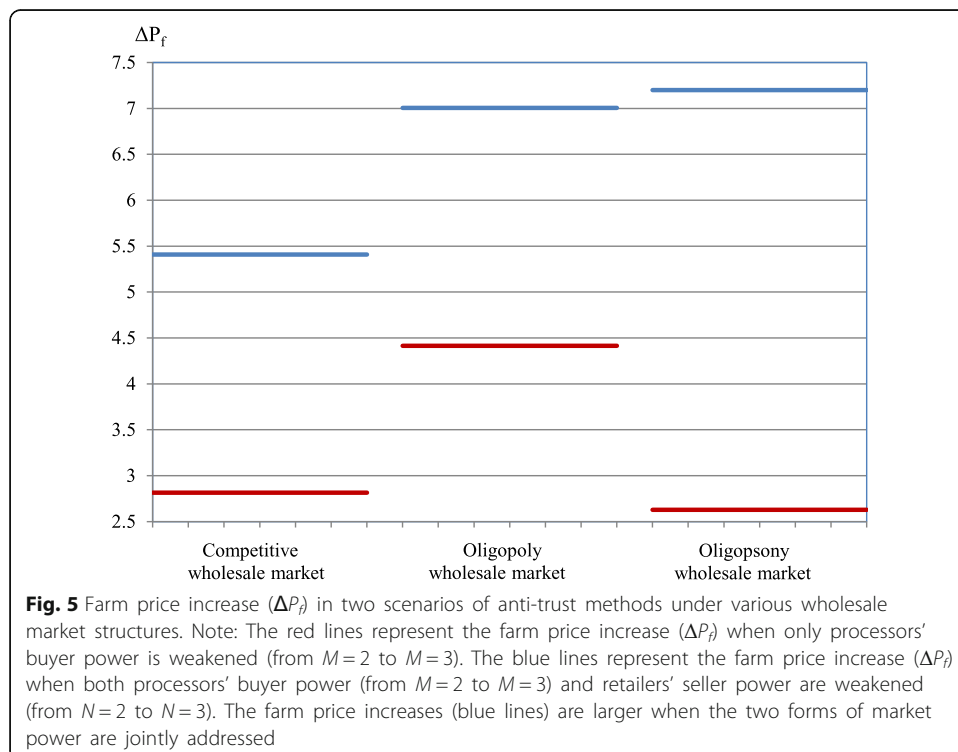 ΔPf
7.5
7
6.5
6
5.5
5
4.5
4
3.5
3
2.5
Competitive wholesale market
Oligopoly wholesale market
Oligopsony wholesale market
Fig. 5 Farm price increase (ΔPf) in two scenarios of anti-trust methods under various wholesale
market structures. Note: The red lines represent the farm price increase (ΔPf) when only processors'
buyer power is weakened (from M = 2 to M = 3). The blue lines represent the farm price increase (ΔPf)
when both processors' buyer power (from M = 2 to M = 3) and retailers' seller power are weakened
(from N = 2 to N = 3). The farm price increases (blue lines) are larger when the two forms of market
power are jointly addressed